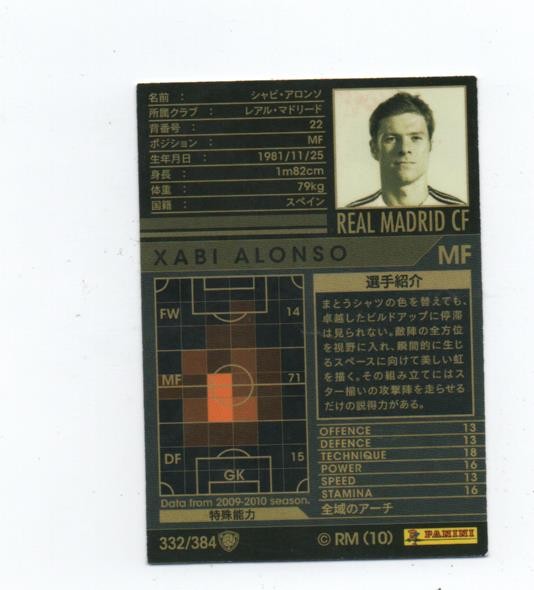 名前 : シャビ・アロンソ
所属クラブ : レアル・マドリード
背番号 : 22
ポジション : MF
生年月日 : 1981/11/25
身長 : 1m82cm
体重 : 79kg
国籍 : スペイン
REAL MADRID CF
XABI ALONSO MF
FW 14
MF 71
DF 15
GK
Data from 2009-2010 season.
特殊能力
選手紹介
まとうシャツの色を替えても、
卓越したビルドアップに停滞
は見られない。敵陣の全方位
を視野に入れ、瞬間的に生じ
るスペースに向けて美しい虹
を描く。その組み立てにはス
ター揃いの攻撃陣を走らせる
だけの説得力がある。
OFFENCE 13
DEFENCE 13
TECHNIQUE 18
POWER 16
SPEED 13
STAMINA 16
全域のアーチ
332/384
© RM (10) PANINI